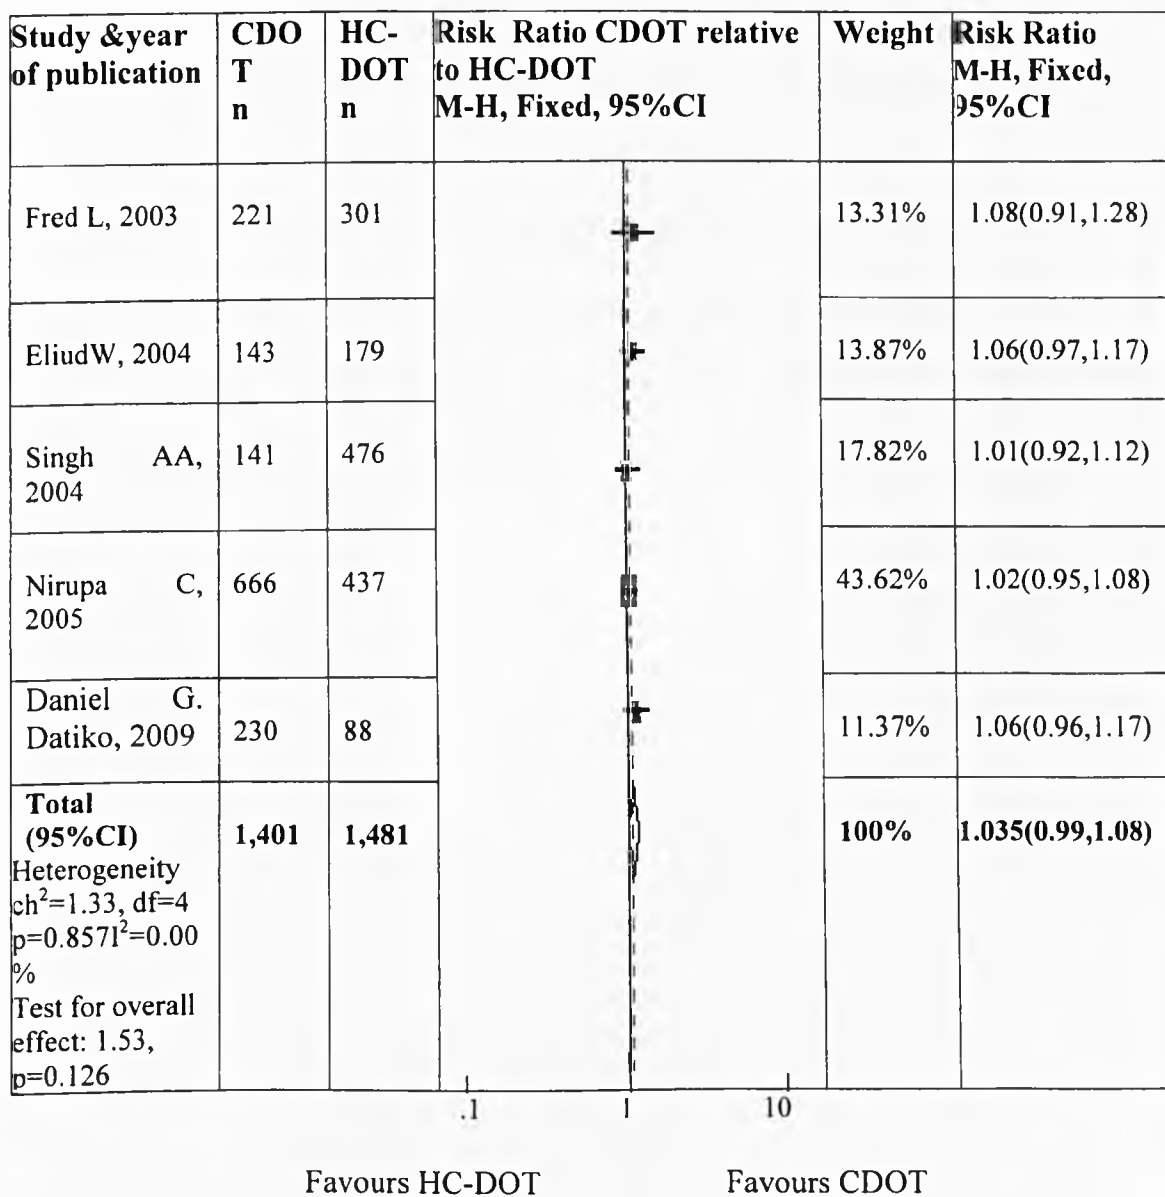 Study &year of publication
CDO T n
HC- DOT n
Risk Ratio CDOT relative to HC-DOT M-H, Fixed, 95%CI
Weight
Risk Ratio M-H, Fixed, 95%CI
Fred L, 2003 221 301 13.31% 1.08(0.91,1.28)
EliudW, 2004 143 179 13.87% 1.06(0.97,1.17)
Singh AA, 2004 141 476 17.82% 1.01(0.92,1.12)
Nirupa C, 2005 666 437 43.62% 1.02(0.95,1.08)
Daniel G. Datiko, 2009 230 88 11.37% 1.06(0.96,1.17)
Total (95%CI) 1,401 1,481 100% 1.035(0.99,1.08)
Heterogeneity
ch²=1.33, df=4
p=0.857I²=0.00
%
Test for overall
effect: 1.53,
p=0.126
.1 1 10
Favours HC-DOT Favours CDOT